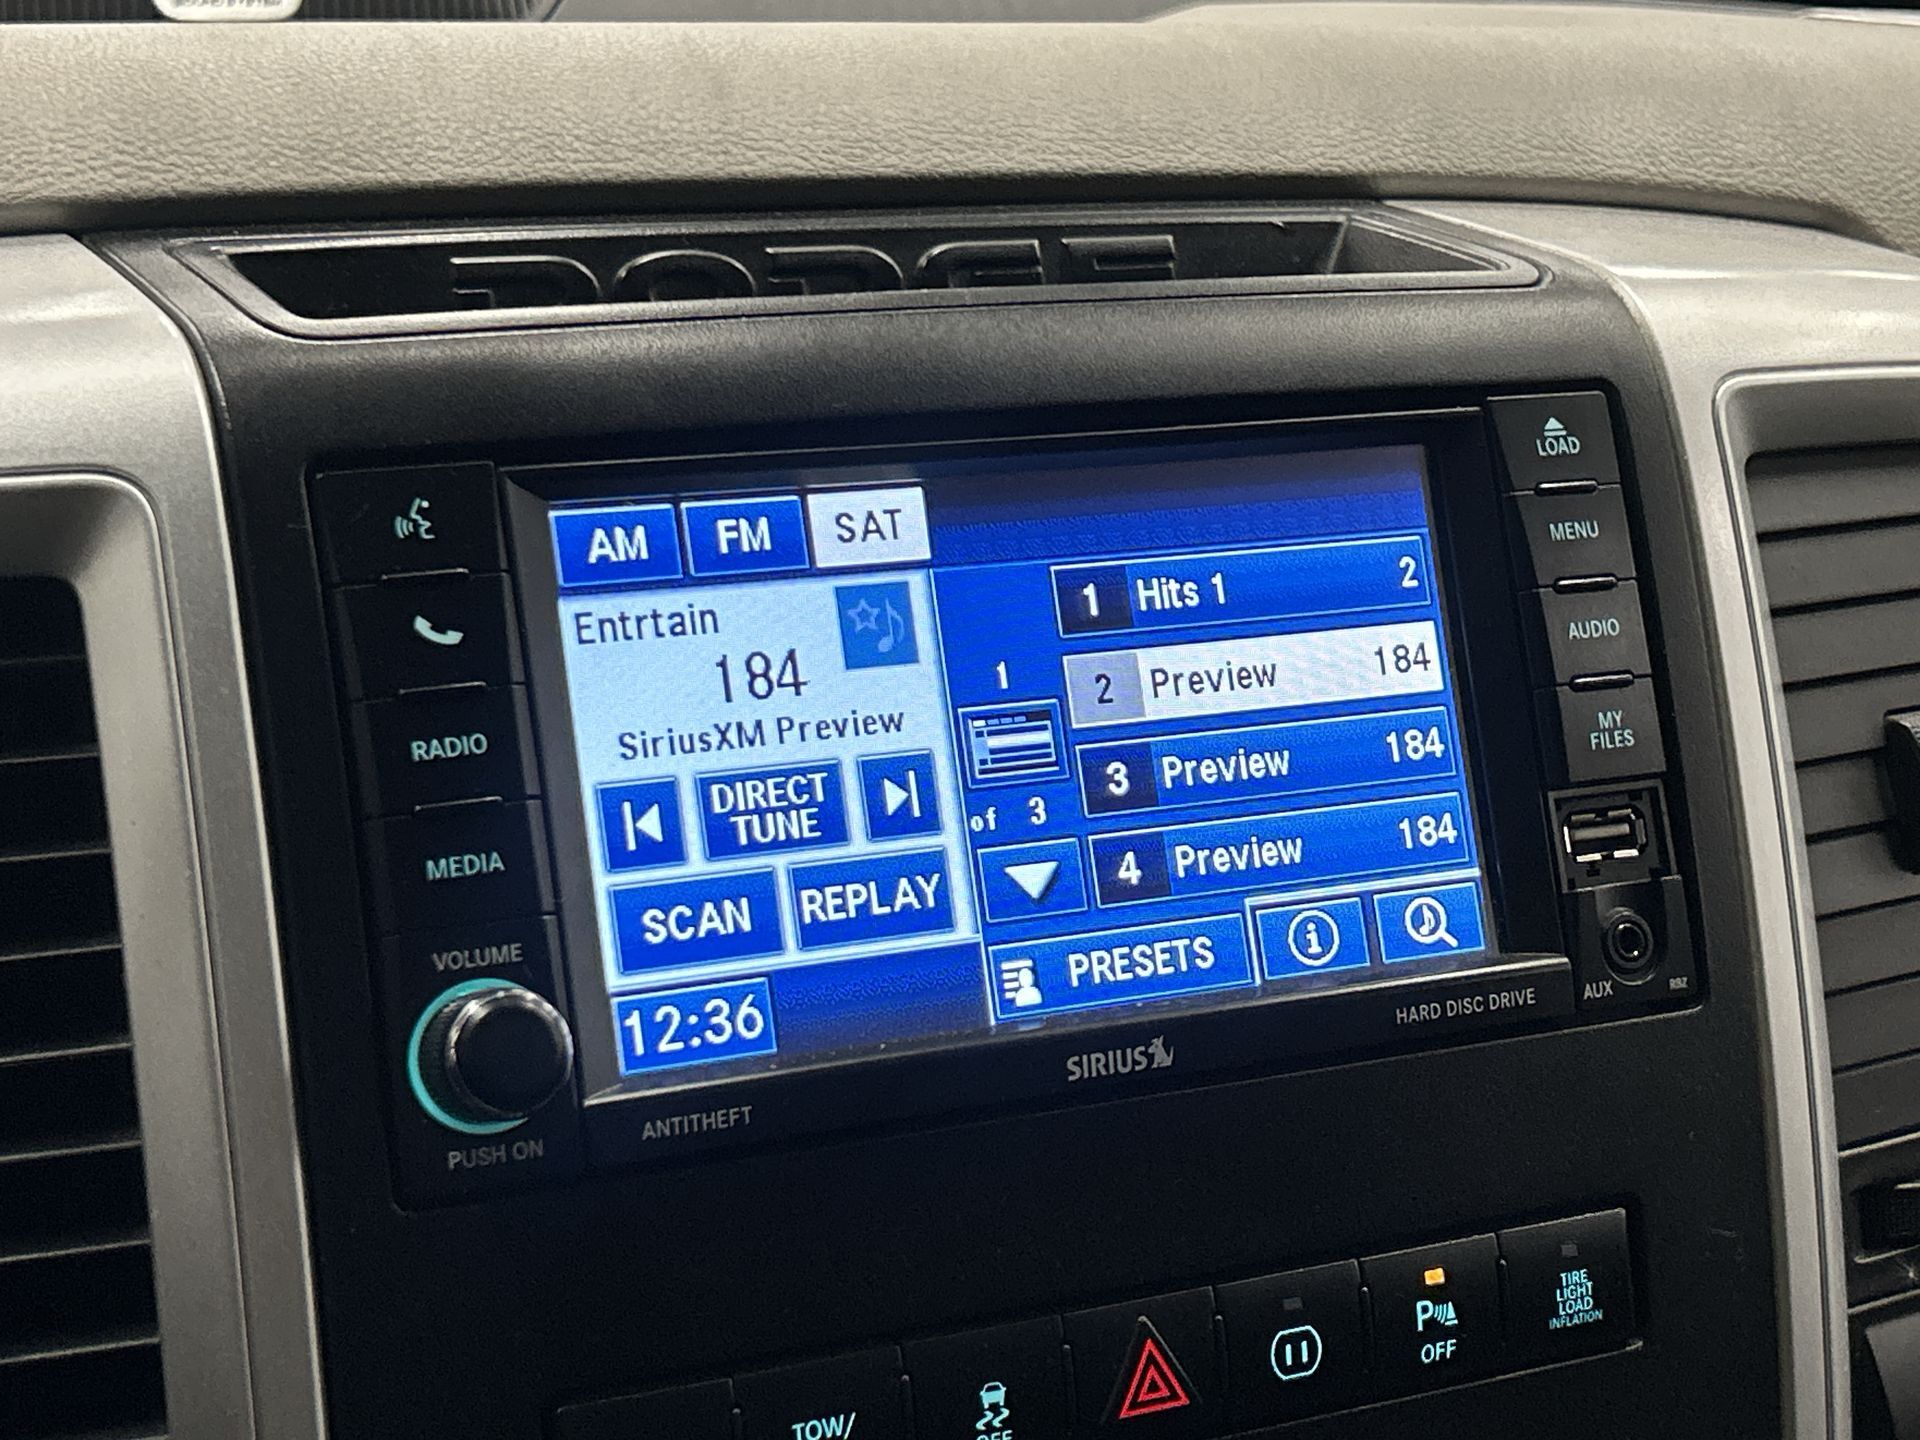 DODGE
LOAD
MENU
AUDIO
MY
FILES
RADIO
MEDIA
VOLUME
PUSH ON
AM
FM
SAT
Entrtain
184
SiriusXM Preview
DIRECT
TUNE
SCAN
REPLAY
12:36
1
of 3
1 Hits 1 2
2 Preview 184
3 Preview 184
4 Preview 184
PRESETS
ANTITHEFT
SIRIUS
HARD DISC DRIVE
AUX
RBZ
TOW/
OFF
P
OFF
TIRE
LIGHT
LOAD
INFLATION